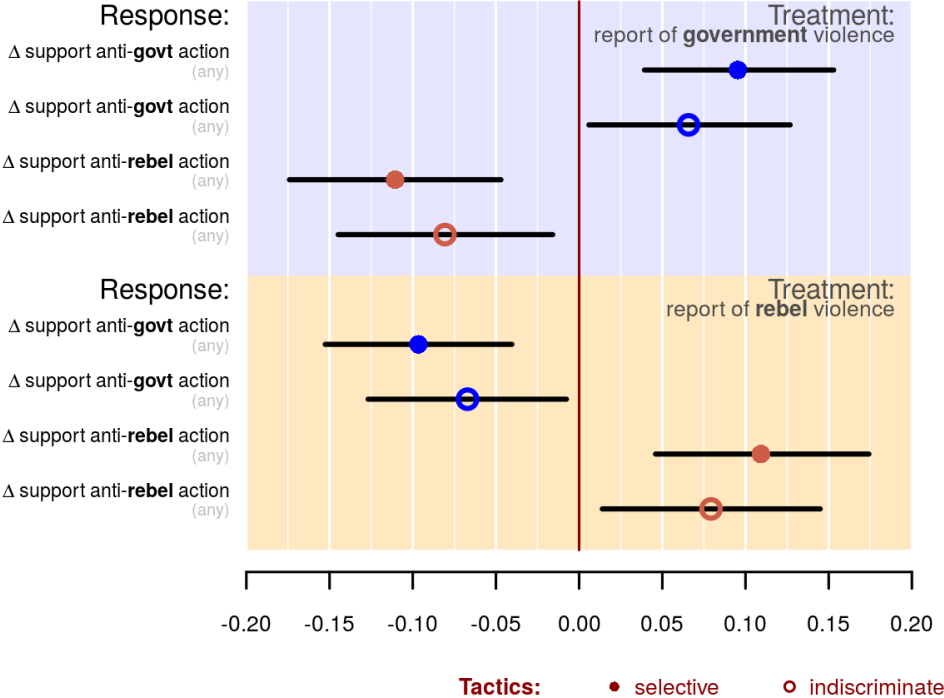 Response:
Treatment:
report of government violence
Δ support anti-govt action
(any)
Δ support anti-govt action
(any)
Δ support anti-rebel action
(any)
Δ support anti-rebel action
(any)
Response:
Treatment:
report of rebel violence
Δ support anti-govt action
(any)
Δ support anti-govt action
(any)
Δ support anti-rebel action
(any)
Δ support anti-rebel action
(any)
-0.20 -0.15 -0.10 -0.05 0.00 0.05 0.10 0.15 0.20
Tactics: selective indiscriminate